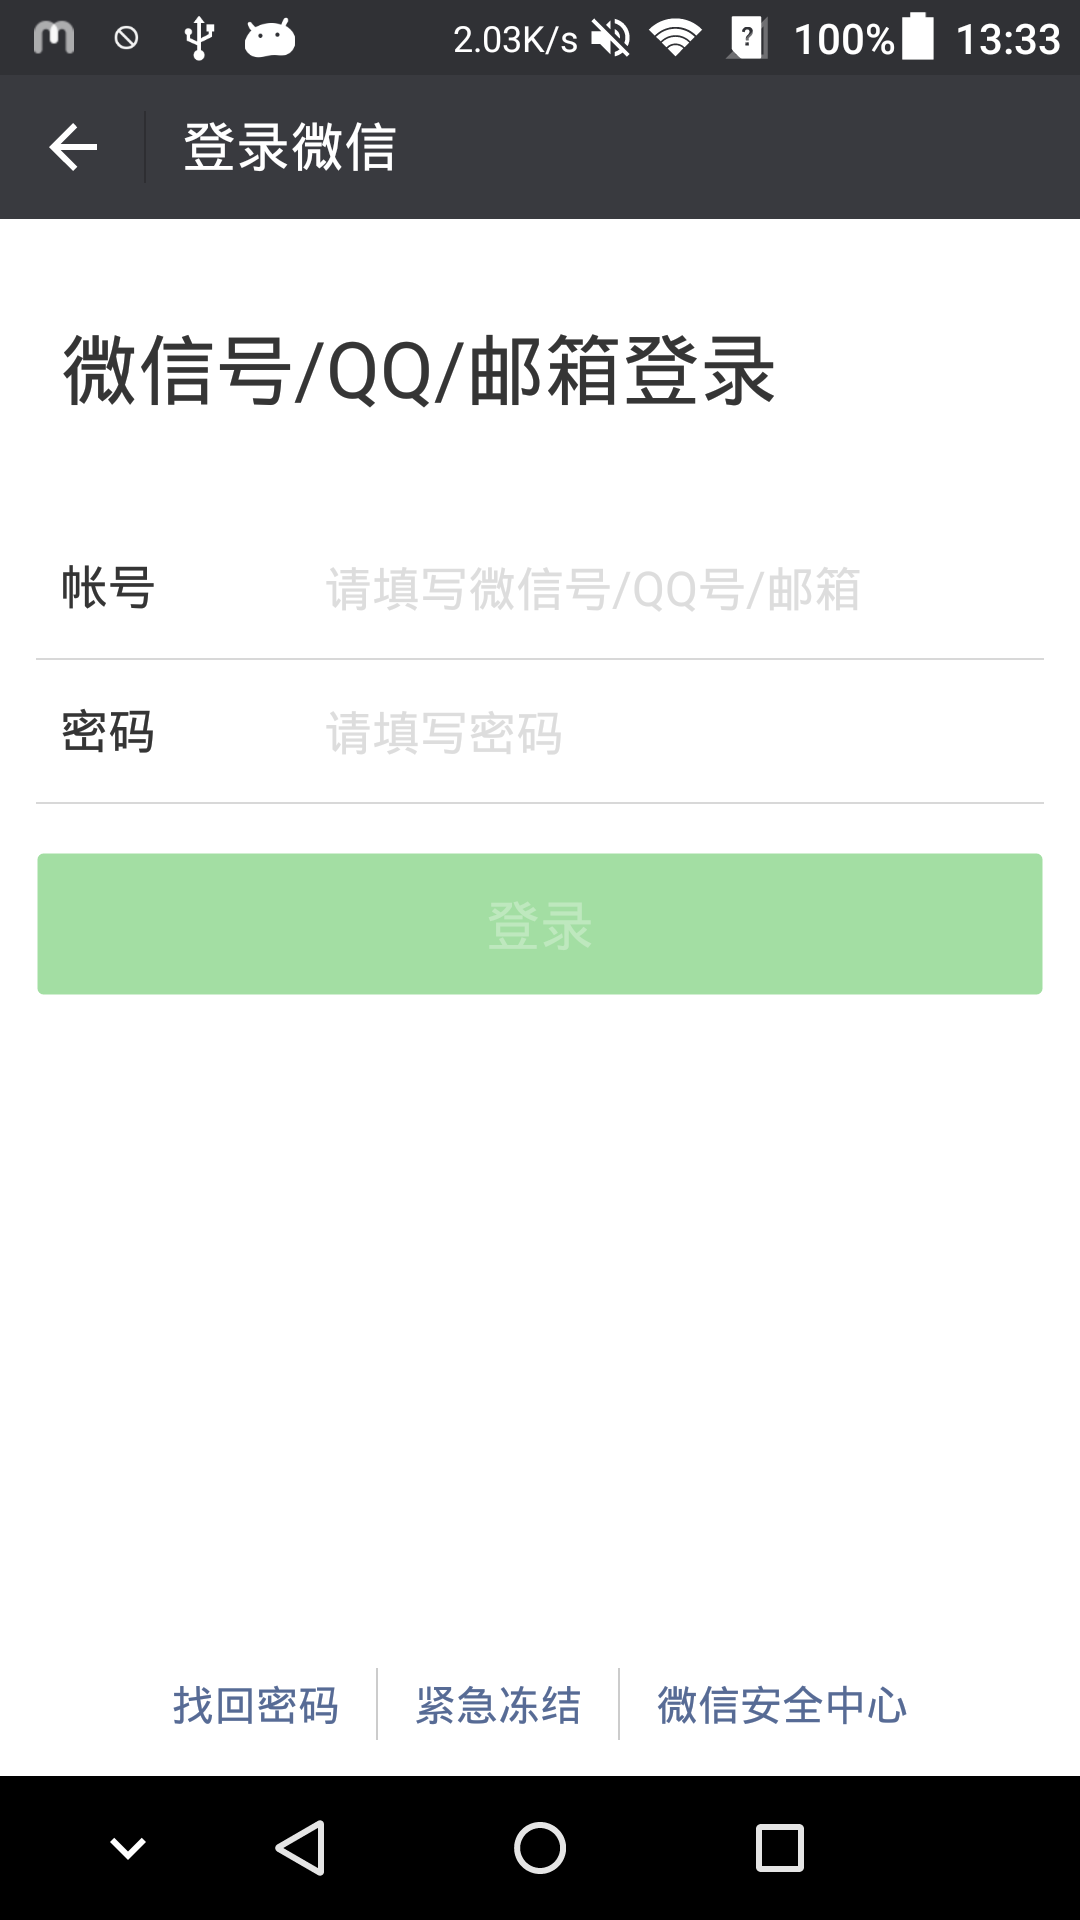 2.03K/s 100% 13:33
登录微信
微信号/QQ/邮箱登录
帐号 请填写微信号/QQ号/邮箱
密码 请填写密码
登录
找回密码 紧急冻结 微信安全中心